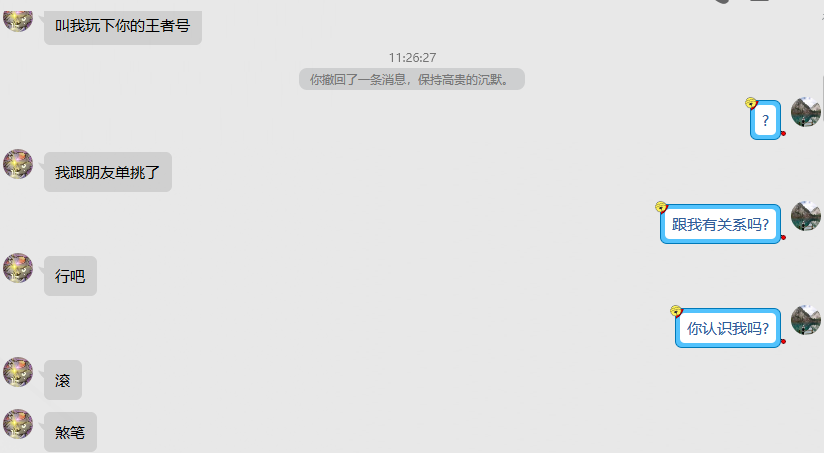 叫我玩下你的王者号
11:26:27
你撤回了一条消息，保持高贵的沉默。
?
我跟朋友单挑了
跟我有关系吗?
行吧
你认识我吗?
滚
煞笔